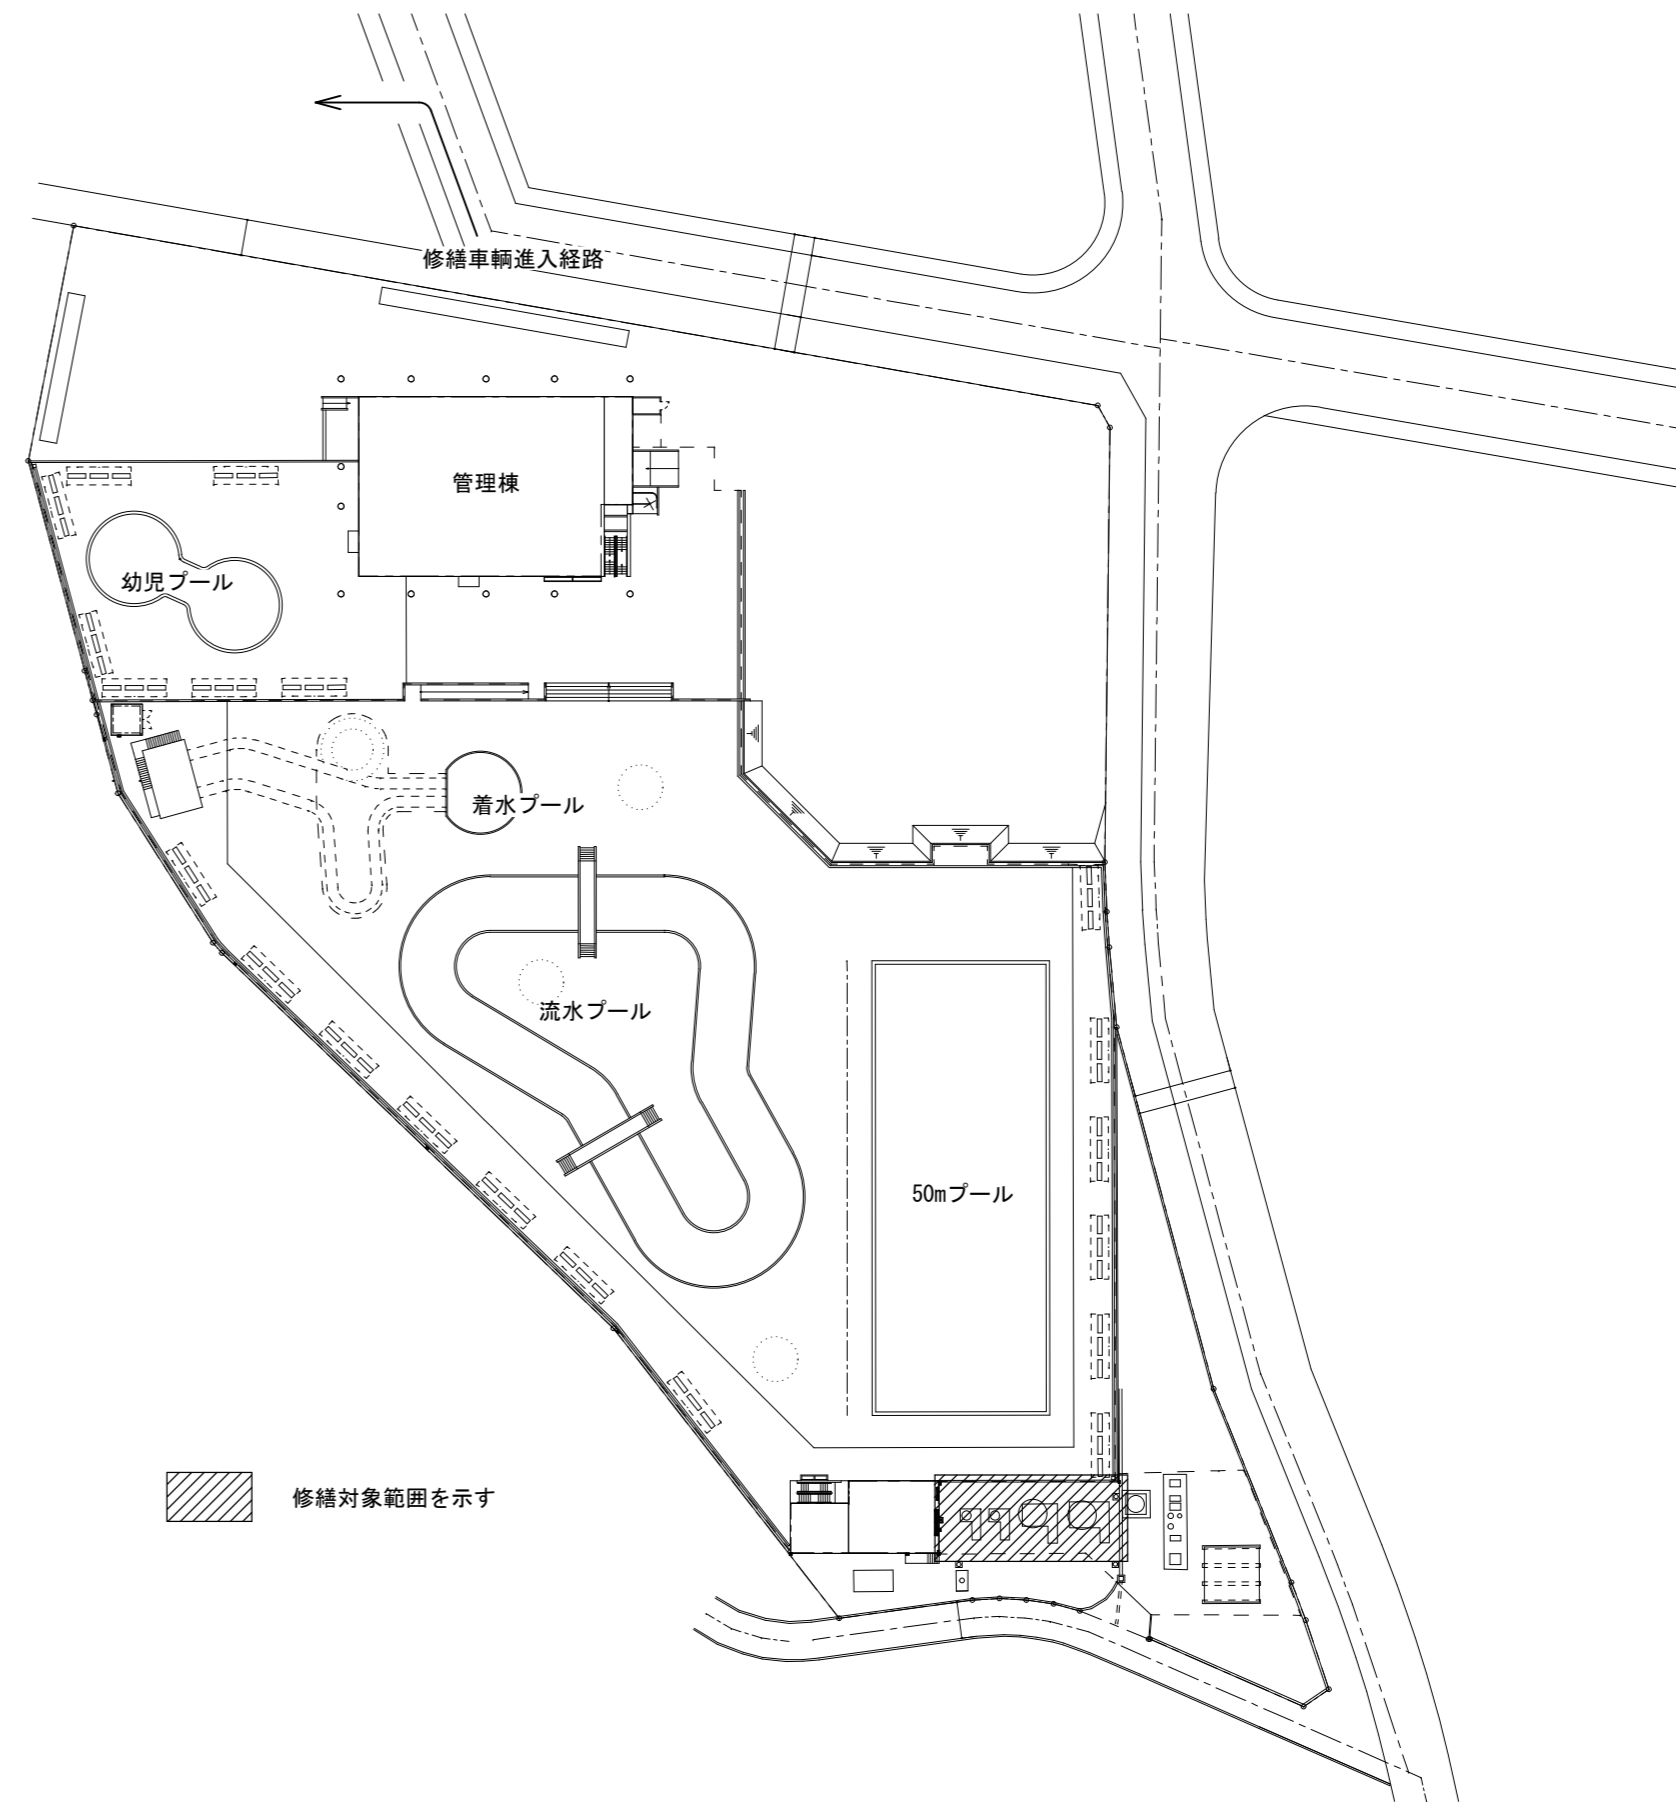 修繕車輌進入経路
管理棟
幼児プール
着水プール
流水プール
50mプール
修繕対象範囲を示す